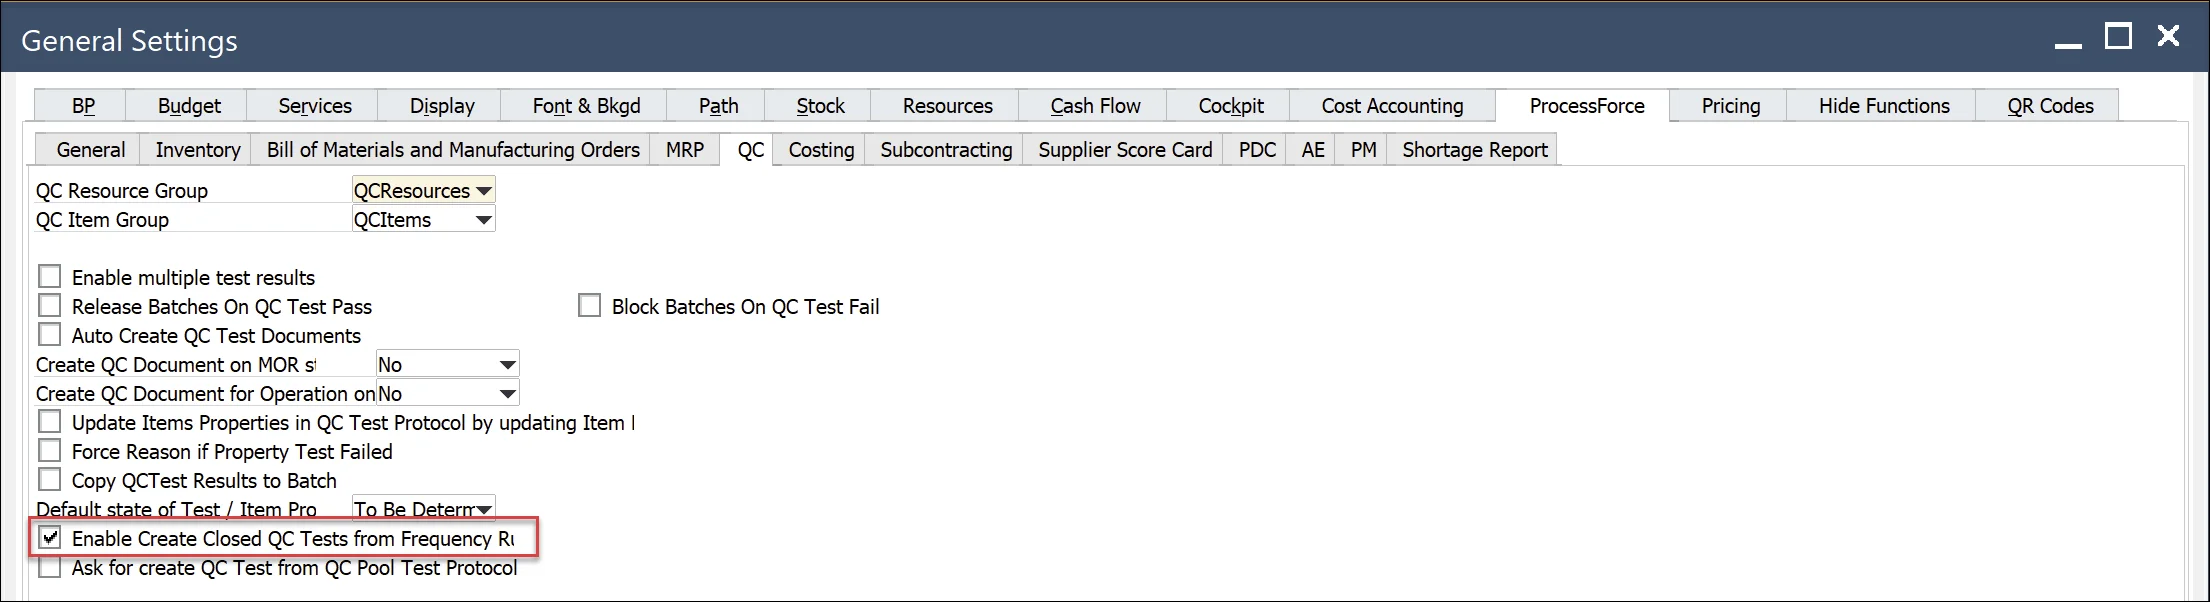 General Settings
BP Budget Services Display Font & Bkgd Path Stock Resources Cash Flow Cockpit Cost Accounting ProcessForce Pricing Hide Functions QR Codes
General Inventory Bill of Materials and Manufacturing Orders MRP QC Costing Subcontracting Supplier Score Card PDC AE PM Shortage Report
QC Resource Group QCResources
QC Item Group QCItems
Enable multiple test results
Release Batches On QC Test Pass Block Batches On QC Test Fail
Auto Create QC Test Documents
Create QC Document on MOR No
Create QC Document for Operation on No
Update Items Properties in QC Test Protocol by updating Item
Force Reason if Property Test Failed
Copy QCTest Results to Batch
Default state of Test / Item Pro To Be Determ
Enable Create Closed QC Tests from Frequency
Ask for create QC Test from QC Pool Test Protocol